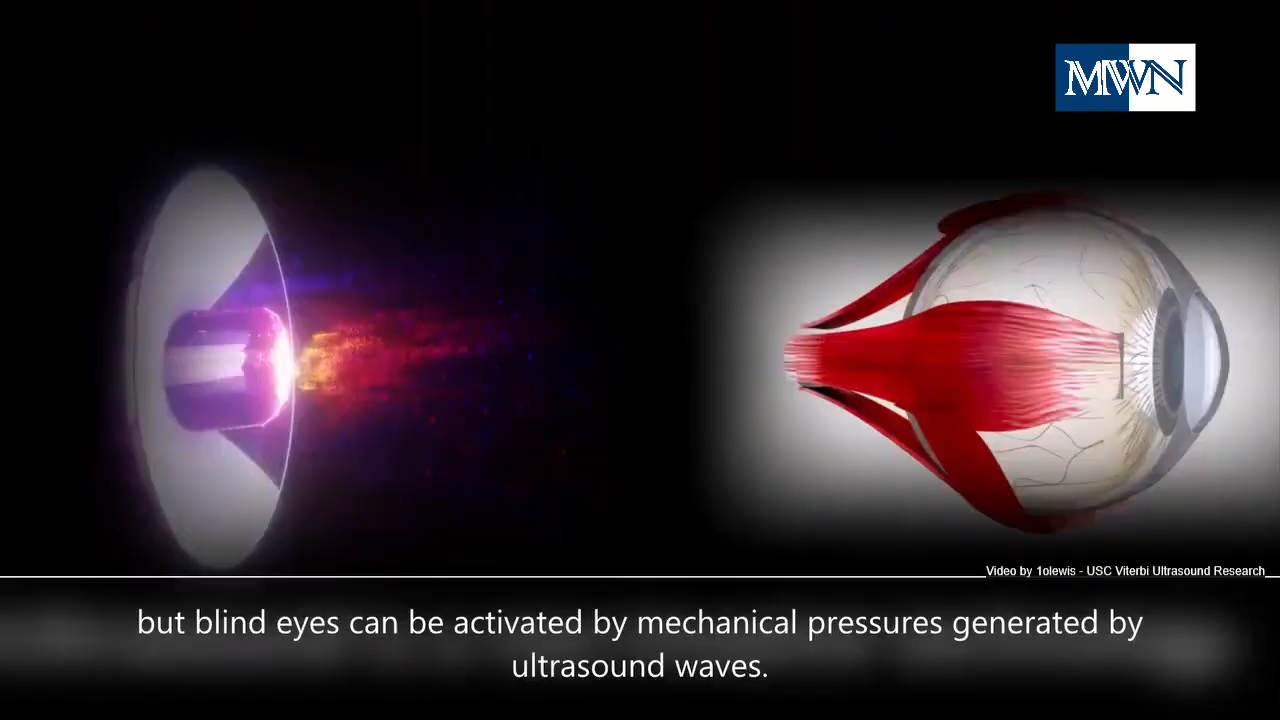 MWN
Video by 1olewis - USC Viterbi Ultrasound Research
but blind eyes can be activated by mechanical pressures generated by
ultrasound waves.